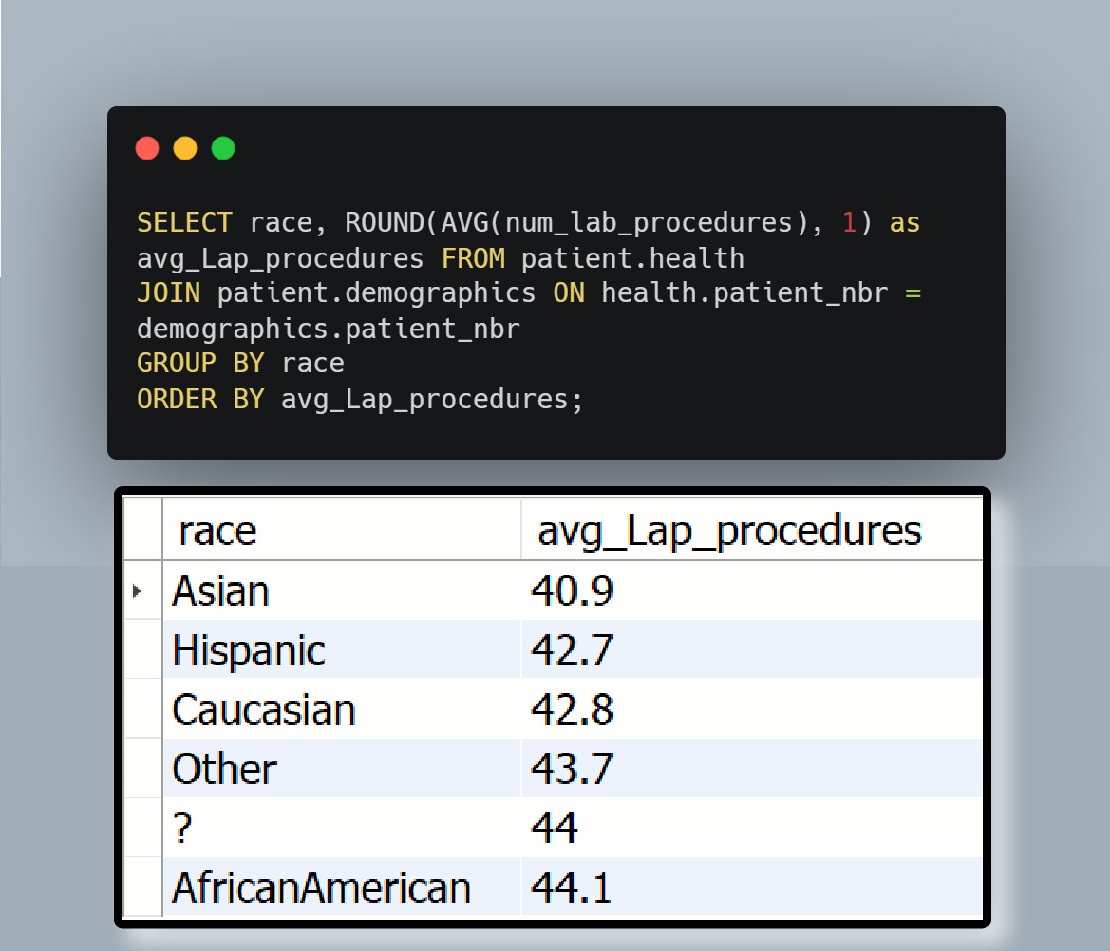 SELECT race, ROUND(AVG(num_lab_procedures), 1) as
avg_Lap_procedures FROM patient.health
JOIN patient.demographics ON health.patient_nbr =
demographics.patient_nbr
GROUP BY race
ORDER BY avg_Lap_procedures;
race avg_Lap_procedures
Asian 40.9
Hispanic 42.7
Caucasian 42.8
Other 43.7
? 44
AfricanAmerican 44.1